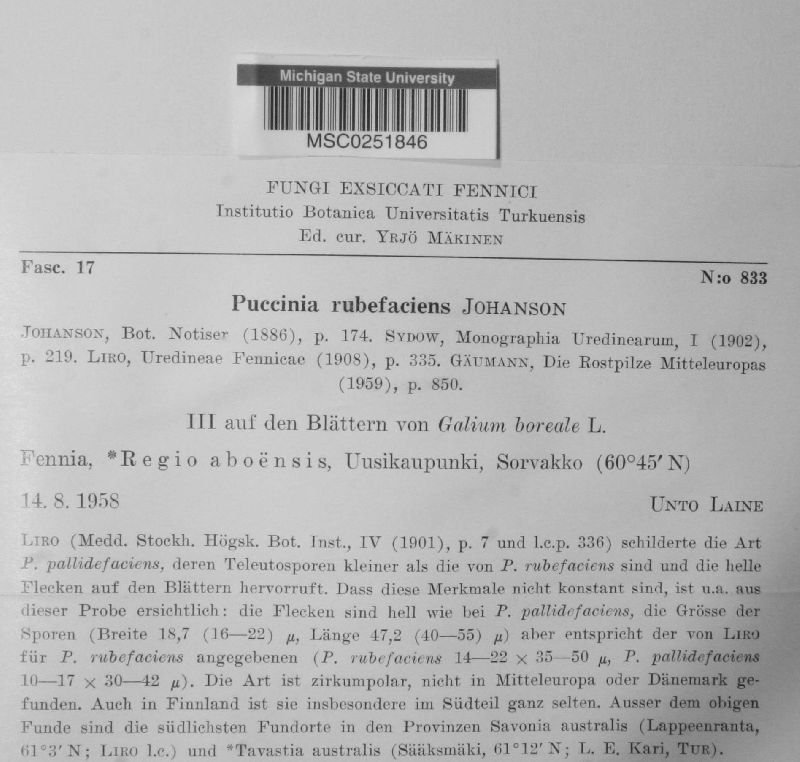 Michigan State University
MSC0251846
FUNGI EXSICCATI FENNICI
Institutio Botanica Universitatis Turkuensis
Ed. cur. YRJÖ MÄKINEN
Fasc. 17
N:o 833
Puccinia rubefaciens JOHANSON
JOHANSON, Bot. Notiser (1886), p. 174. SYDOW, Monographia Uredinearum, I (1902),
p. 219. LIRO, Uredineae Fennicae (1908), p. 335. GÄUMANN, Die Rostpilze Mitteleuropas
(1959), p. 850.
III auf den Blättern von Galium boreale L.
Fennia, *Regio aboënsis, Uusikaupunki, Sorvakko (60°45′ N)
14. 8. 1958
UNTO LAINE
LIRO (Medd. Stockh. Högsk. Bot. Inst., IV (1901), p. 7 und l.c.p. 336) schilderte die Art
P. pallidefaciens, deren Teleutosporen kleiner als die von P. rubefaciens sind und die helle
Flecken auf den Blättern hervorruft. Dass diese Merkmale nicht konstant sind, ist u.a. aus
dieser Probe ersichtlich: die Flecken sind hell wie bei P. pallidefaciens, die Grösse der
Sporen (Breite 18,7 (16—22) μ, Länge 47,2 (40—55) μ) aber entspricht der von LIRO
für P. rubefaciens angegebenen (P. rubefaciens 14—22 × 35—50 μ, P. pallidefaciens
10—17 × 30—42 μ). Die Art ist zirkumpolar, nicht in Mitteleuropa oder Dänemark ge-
funden. Auch in Finnland ist sie insbesondere im Südteil ganz selten. Ausser dem obigen
Funde sind die südlichsten Fundorte in den Provinzen Savonia australis (Lappeenranta,
61°3′ N; LIRO l.c.) und *Tavastia australis (Sääksmäki, 61°12′ N; L. E. Kari, TUR).